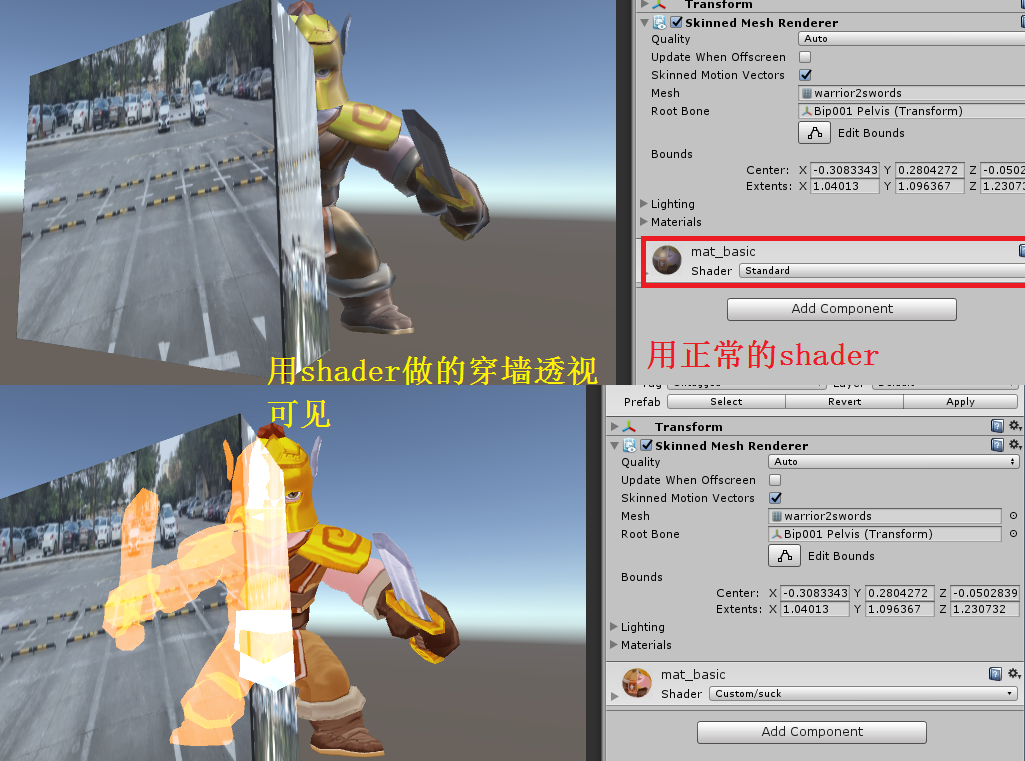 Transform
Skinned Mesh Renderer
Quality Auto
Update When Offscreen
Skinned Motion Vectors
Mesh warrior2swords
Root Bone Bip001 Pelvis (Transform)
Edit Bounds
Bounds
Center: X -0.3083343 Y 0.2804272 Z -0.0502
Extents: X 1.04013 Y 1.096367 Z 1.23073
Lighting
Materials
mat_basic
Shader Standard
Add Component
用正常的shader
用shader做的穿墙透视
可见
Prefab Select Revert Apply
Transform
Skinned Mesh Renderer
Quality Auto
Update When Offscreen
Skinned Motion Vectors
Mesh warrior2swords
Root Bone Bip001 Pelvis (Transform)
Edit Bounds
Bounds
Center: X -0.3083343 Y 0.2804272 Z -0.0502839
Extents: X 1.04013 Y 1.096367 Z 1.230732
Lighting
Materials
mat_basic
Shader Custom/suck
Add Component